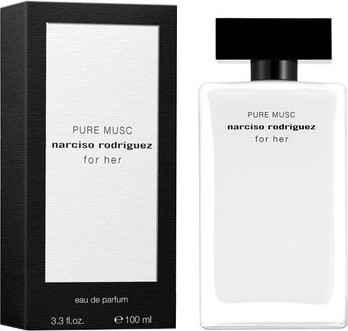 PURE MUSC
narciso rodriguez
for her
eau de parfum
3.3 fl.oz. ℮ 100 ml
PURE MUSC
narciso rodriguez
for her